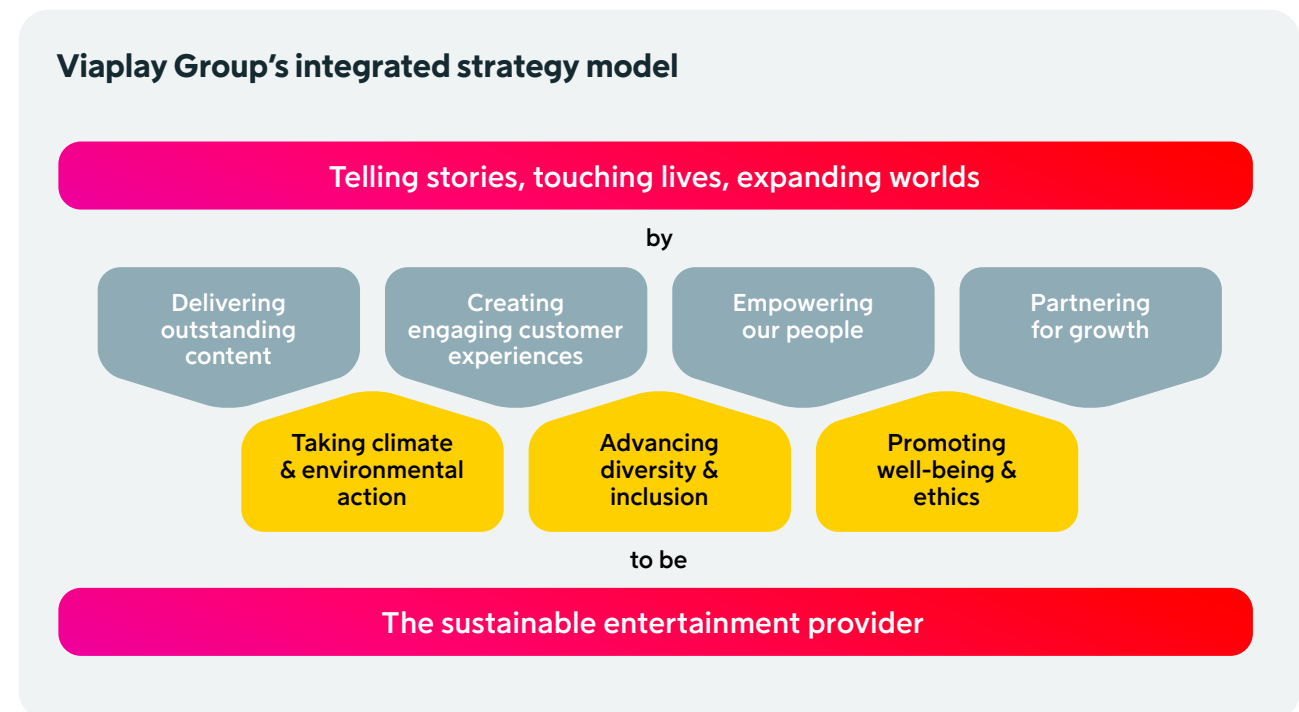 Viaplay Group’s integrated strategy model
Telling stories, touching lives, expanding worlds
by
Delivering
outstanding
content
Creating
engaging customer
experiences
Empowering
our people
Partnering
for growth
Taking climate
& environmental
action
Advancing
diversity &
inclusion
Promoting
well-being &
ethics
to be
The sustainable entertainment provider